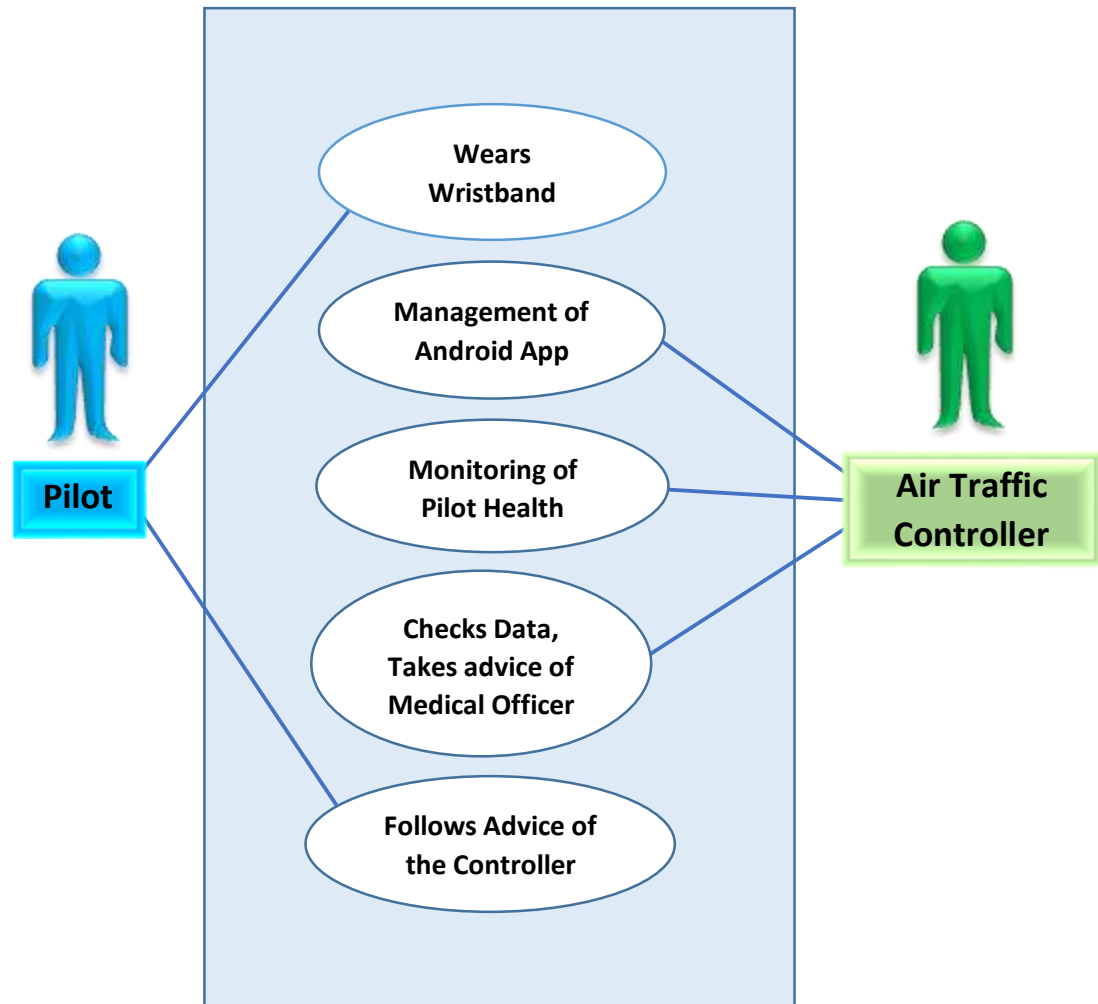 Wears
Wristband
Management of
Android App
Monitoring of
Pilot Health
Pilot
Air Traffic
Controller
Checks Data,
Takes advice of
Medical Officer
Follows Advice of
the Controller